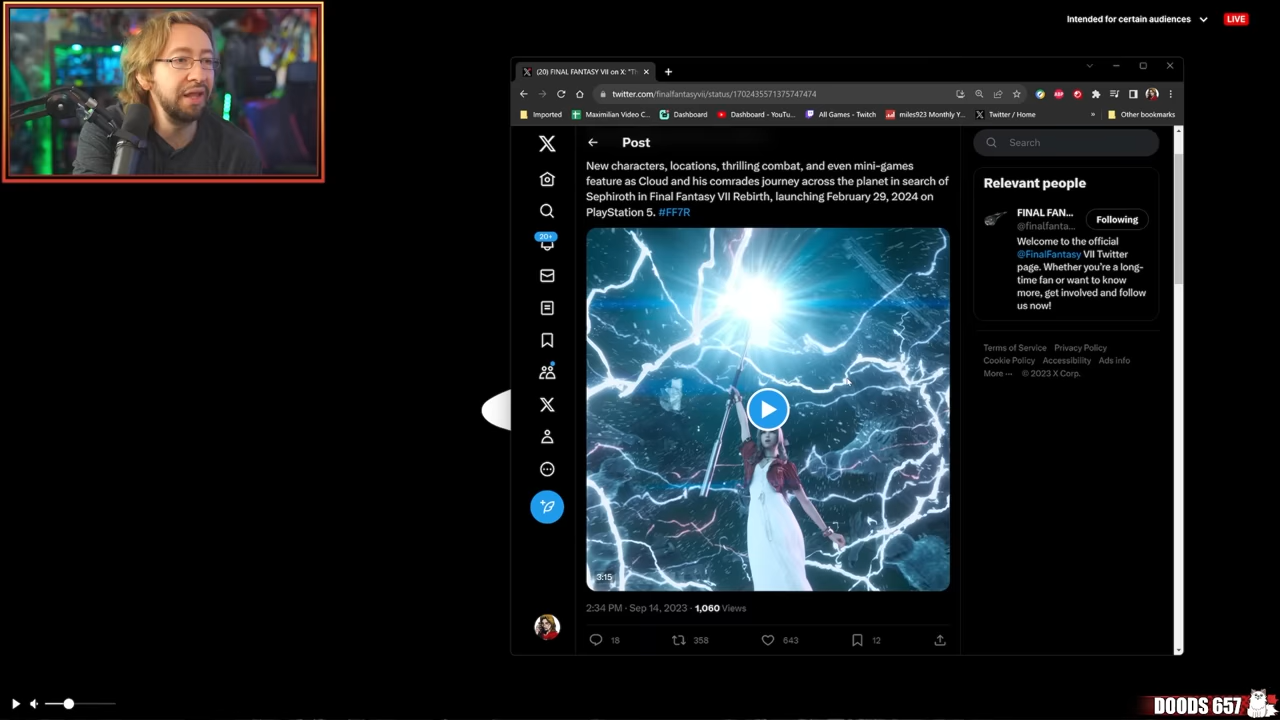 Intended for certain audiences
LIVE
(20) FINAL FANTASY VII on X: "Th
twitter.com/finalfantasyvii/status/1702435571375747474
Imported
Maximilian Video C...
Dashboard
Dashboard - YouTu...
All Games - Twitch
miles923 Monthly Y...
Twitter / Home
»
Other bookmarks
Post
Search
New characters, locations, thrilling combat, and even mini-games
feature as Cloud and his comrades journey across the planet in search of
Sephiroth in Final Fantasy VII Rebirth, launching February 29, 2024 on
PlayStation 5. #FF7R
20+
3:15
2:34 PM · Sep 14, 2023 · 1,060 Views
18
358
643
12
Relevant people
FINAL FAN...
@finalfanta...
Following
Welcome to the official
@FinalFantasy VII Twitter
page. Whether you're a long-
time fan or want to know
more, get involved and follow
us now!
Terms of Service Privacy Policy
Cookie Policy Accessibility Ads info
More ··· © 2023 X Corp.
DOODS 657